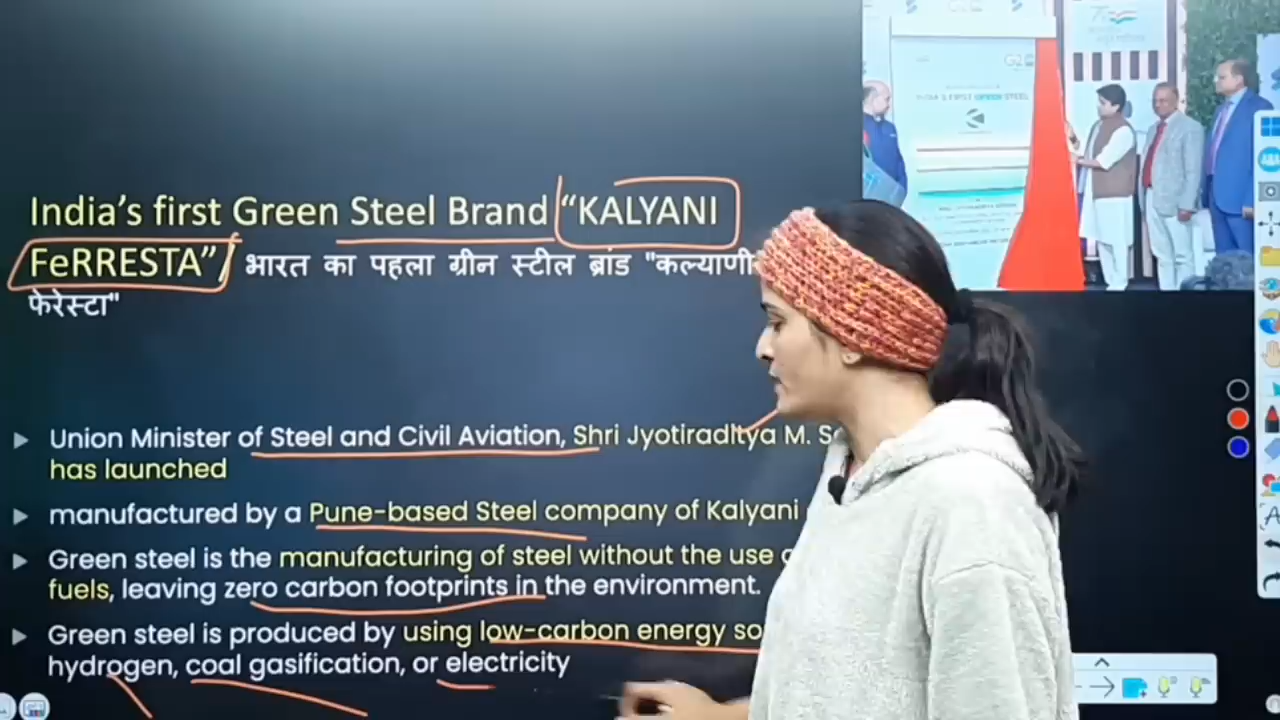 India's first Green Steel Brand "KALYANI
FeRRESTA"/ भारत का पहला ग्रीन स्टील ब्रांड "कल्याणी
फेरेस्टा"
Union Minister of Steel and Civil Aviation, Shri Jyotiraditya M.
has launched
manufactured by a Pune-based Steel company of Kalyani
Green steel is the manufacturing of steel without the use
fuels, leaving zero carbon footprints in the environment.
Green steel is produced by using low-carbon energy
hydrogen, coal gasification, or electricity
G20
INDIA'S FIRST GREEN STEEL